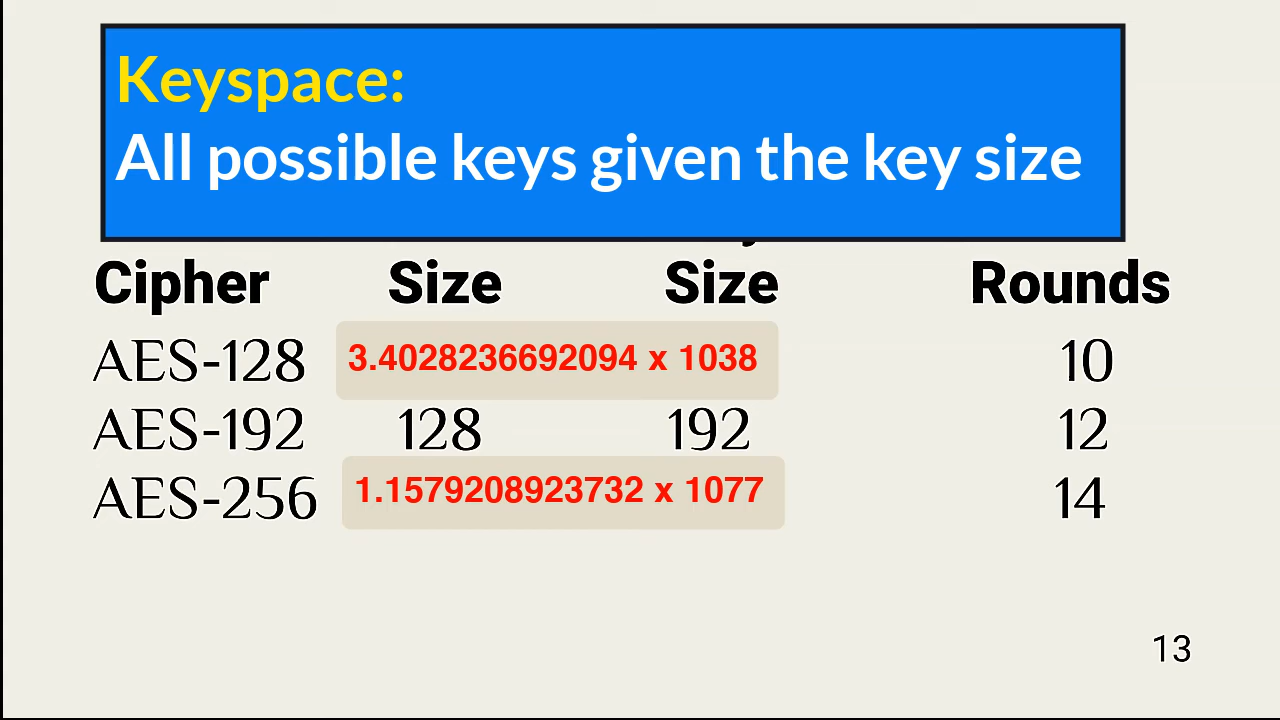 Keyspace:
All possible keys given the key size
Cipher Size Size Rounds
AES-128 3.4028236692094 x 1038 10
AES-192 128 192 12
AES-256 1.1579208923732 x 1077 14
13